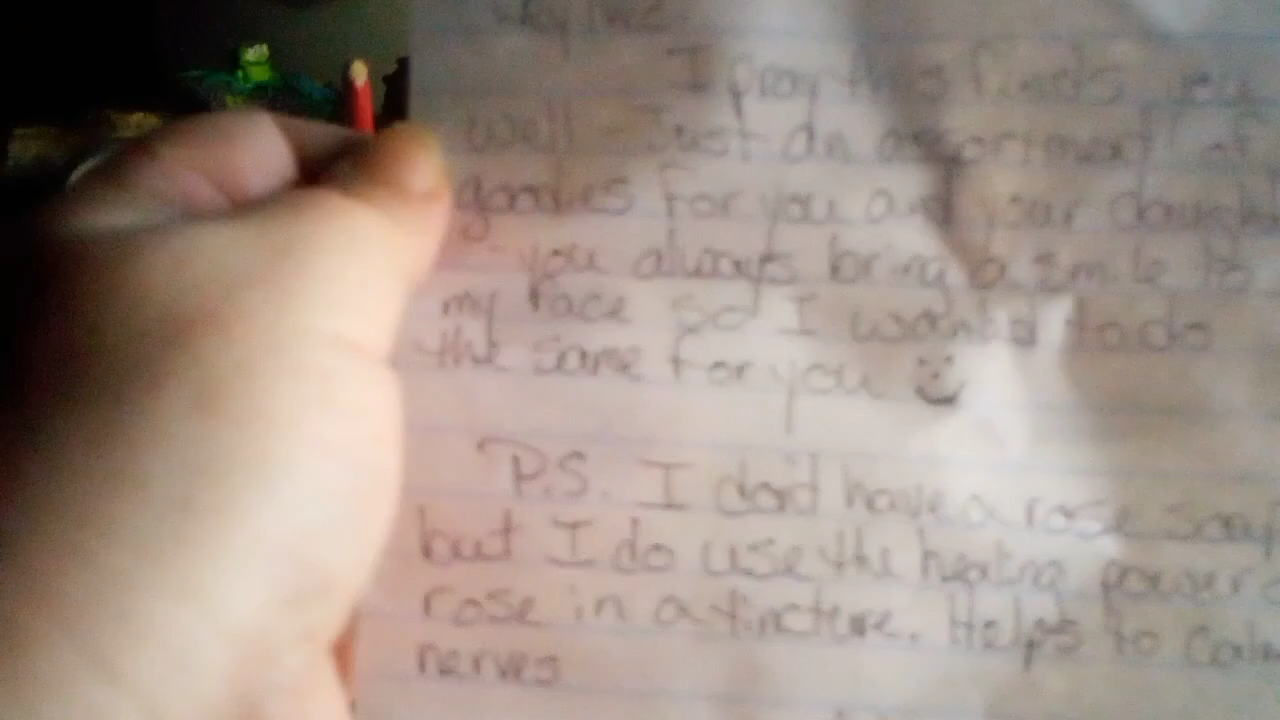 I pray this finds you
well - Just an assortment of
goodies for you and your
- you always bring a smile to
my face so I wanted to do
the same for you
P.S. I don't have a rose soap
but I do use the healing power
rose in a tincture. Helps to
nerves